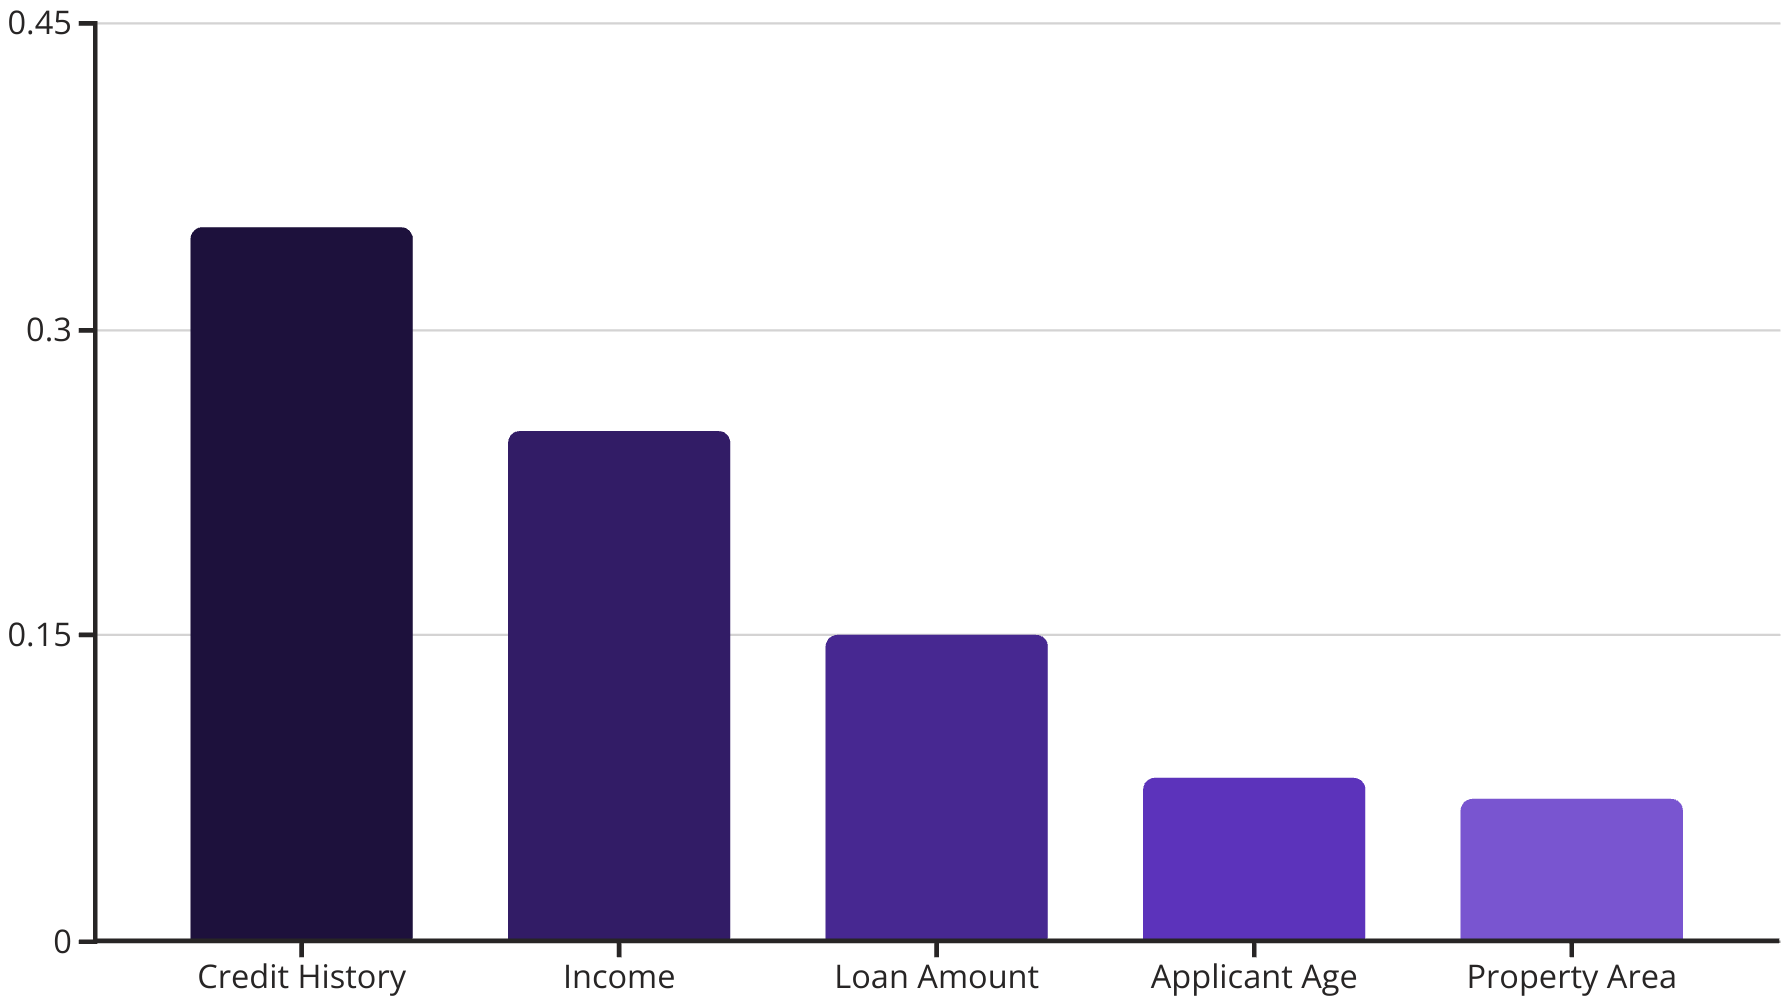 0.45
0.3
0.15
0
Credit History
Income
Loan Amount
Applicant Age
Property Area